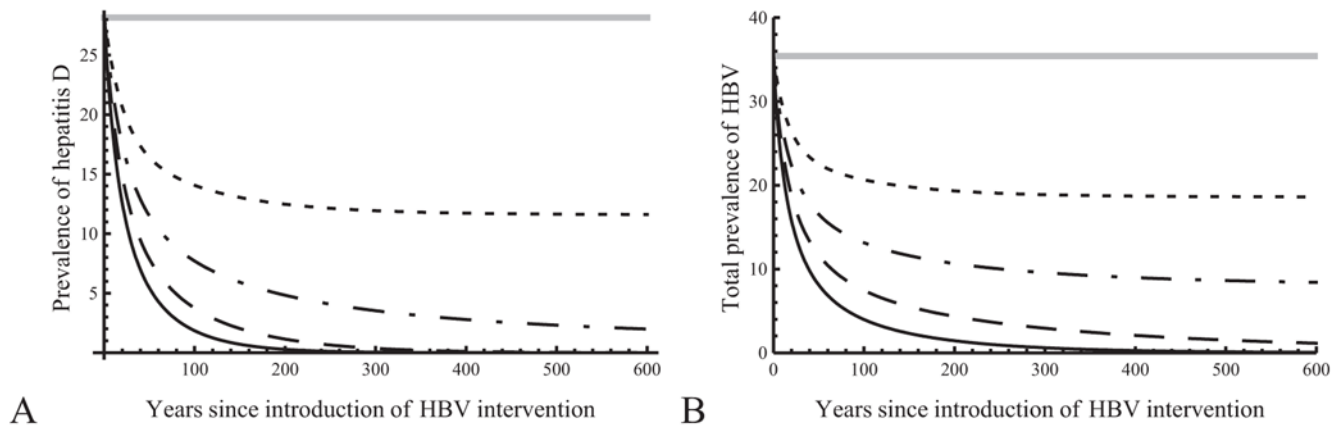 Prevalence of hepatitis D
25
20
15
10
5
100 200 300 400 500 600
Years since introduction of HBV intervention
A
Total prevalence of HBV
40
30
20
10
0
0 100 200 300 400 500 600
Years since introduction of HBV intervention
B